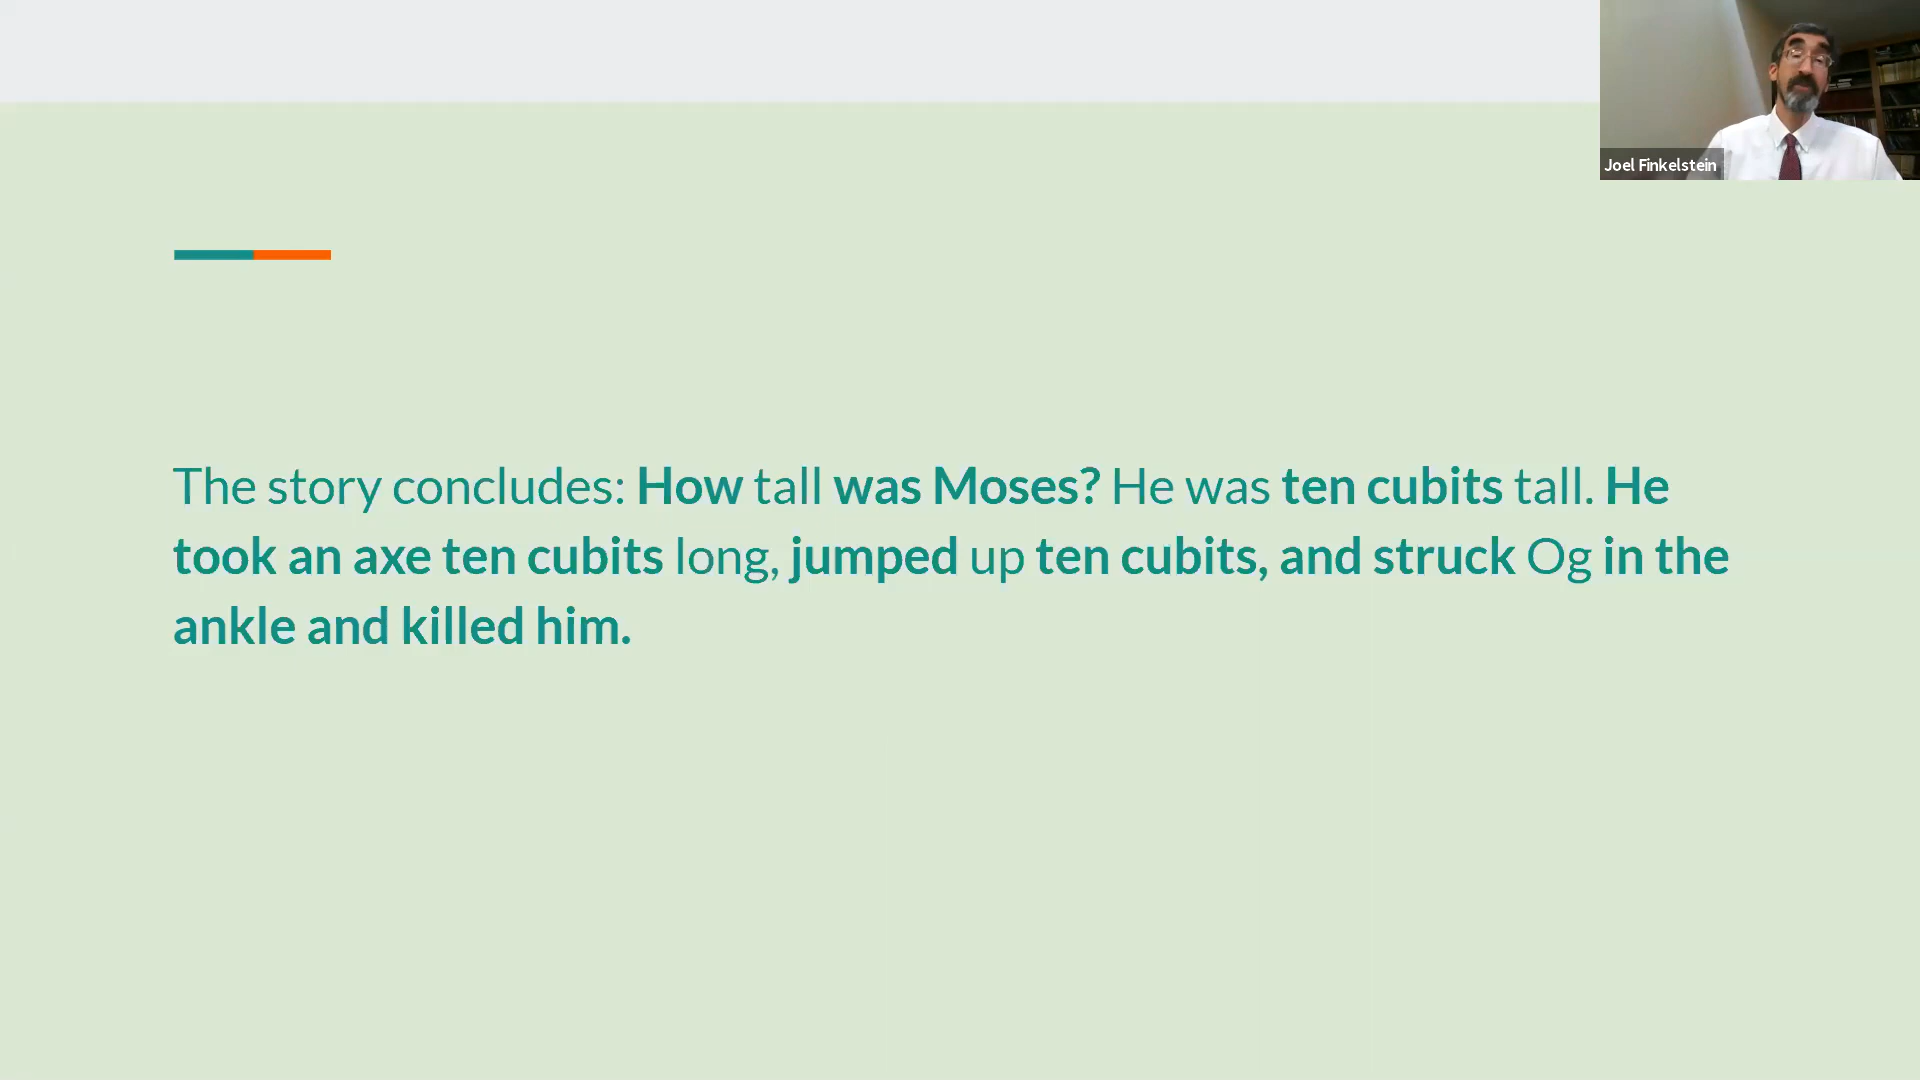 Joel Finkelstein
The story concludes: How tall was Moses? He was ten cubits tall. He
took an axe ten cubits long, jumped up ten cubits, and struck Og in the
ankle and killed him.